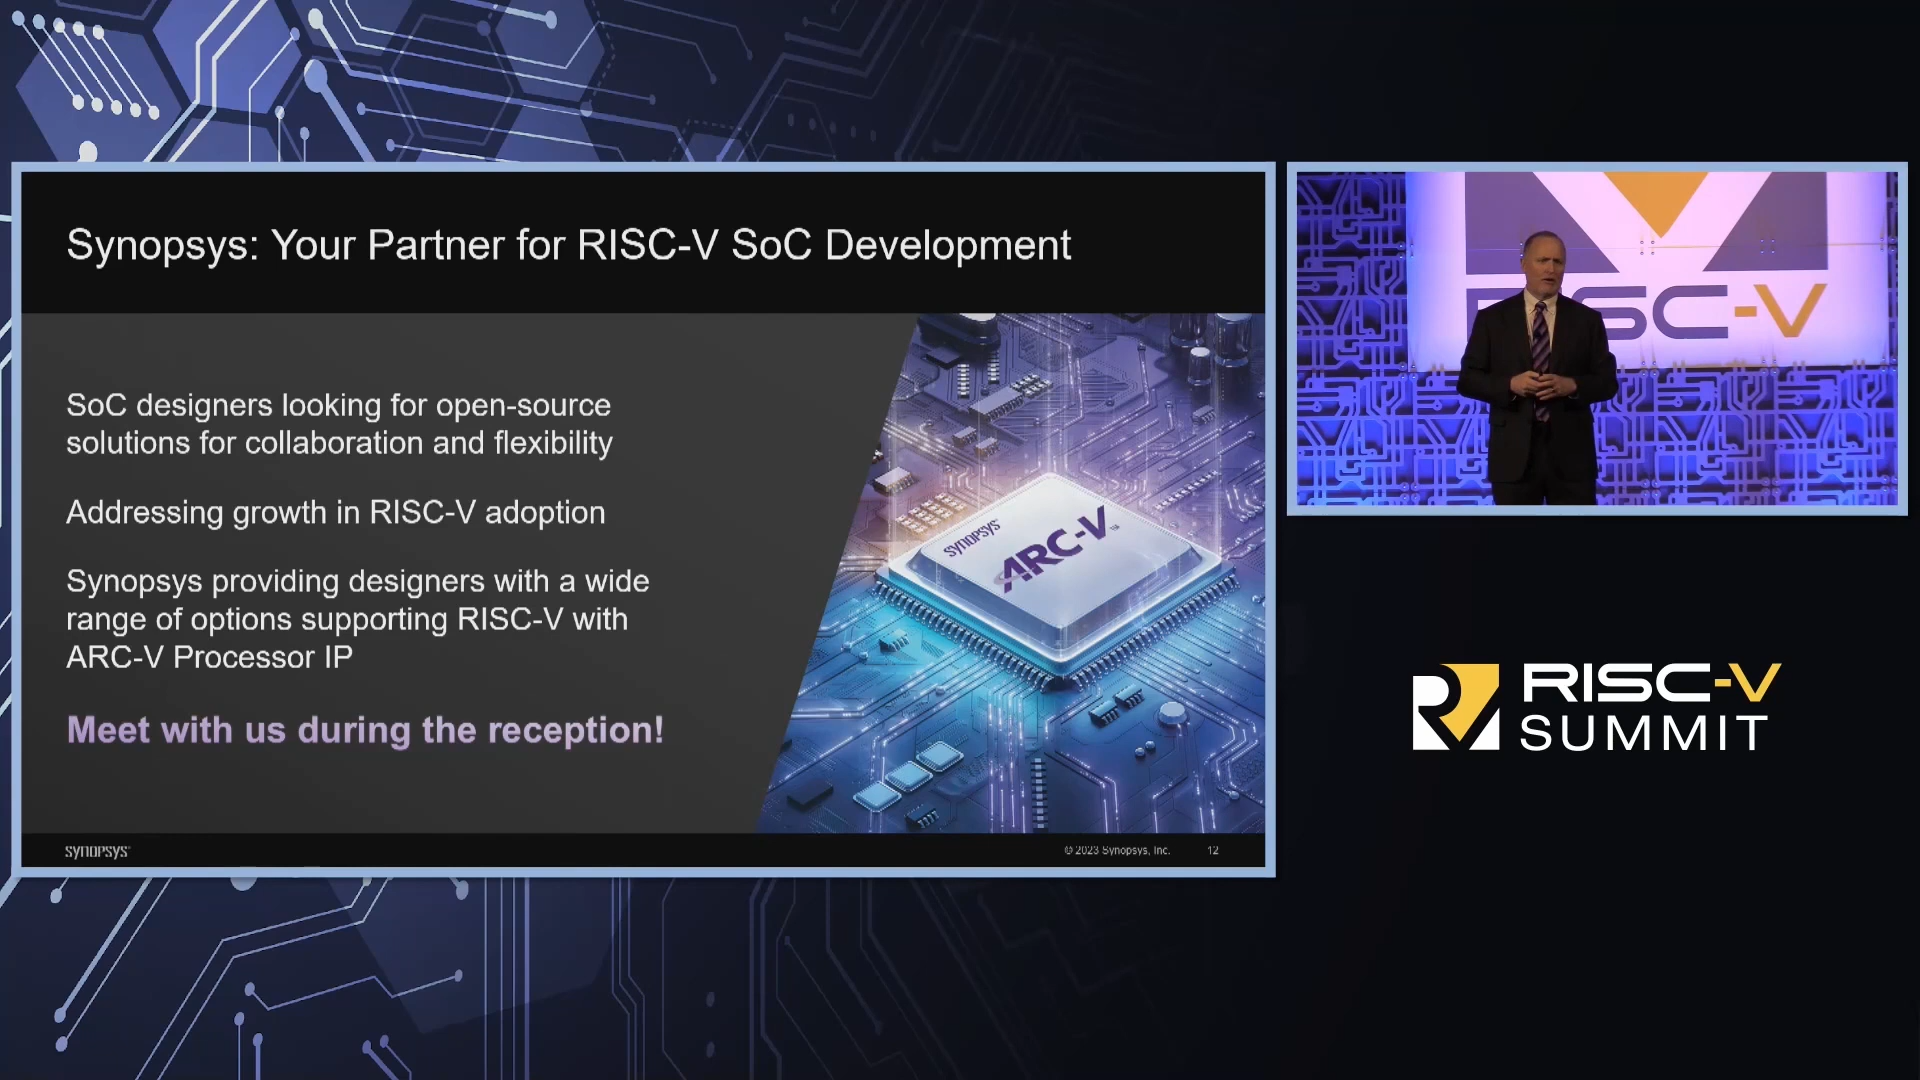 Synopsys: Your Partner for RISC-V SoC Development
SoC designers looking for open-source
solutions for collaboration and flexibility
Addressing growth in RISC-V adoption
Synopsys providing designers with a wide
range of options supporting RISC-V with
ARC-V Processor IP
Meet with us during the reception!
SYNOPSYS
ARC-V™
SYNOPSYS®
© 2023 Synopsys, Inc.
12
RISC-V
RISC-V
SUMMIT